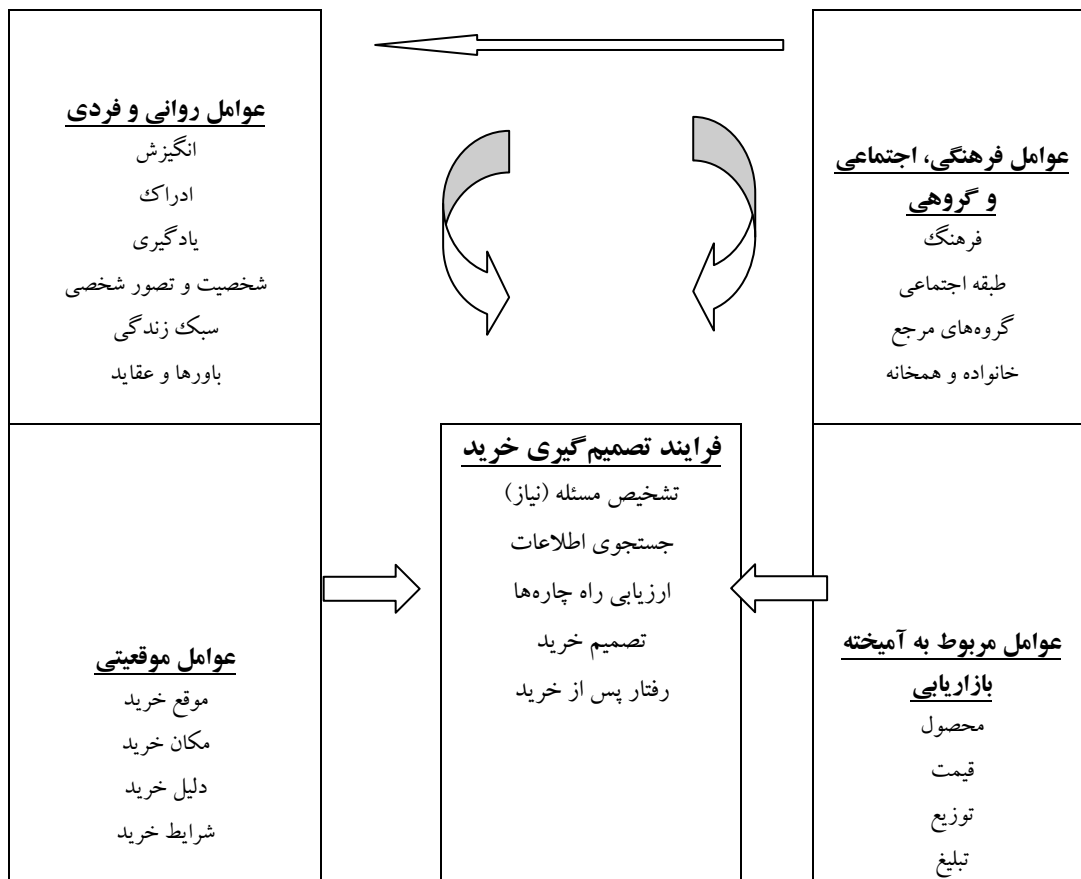 عوامل فرهنگی، اجتماعی
و گروهی
فرهنگ
طبقه اجتماعی
گروه‌های مرجع
خانواده و همخانه
عوامل روانی و فردی
انگیزش
ادراک
یادگیری
شخصیت و تصور شخصی
سبک زندگی
باورها و عقاید
عوامل مربوط به آمیخته
بازاریابی
محصول
قیمت
توزیع
تبلیغ
فرایند تصمیم‌گیری خرید
تشخیص مسئله (نیاز)
جستجوی اطلاعات
ارزیابی راه چاره‌ها
تصمیم خرید
رفتار پس از خرید
عوامل موقعیتی
موقع خرید
مکان خرید
دلیل خرید
شرایط خرید